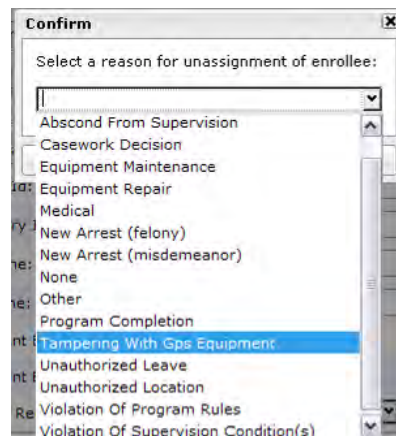 Confirm
Select a reason for unassignment of enrollee:
Abscond From Supervision
Casework Decision
Equipment Maintenance
Equipment Repair
Medical
New Arrest (felony)
New Arrest (misdemeanor)
None
Other
Program Completion
Tampering With Gps Equipment
Unauthorized Leave
Unauthorized Location
Violation Of Program Rules
Violation Of Supervision Condition(s)